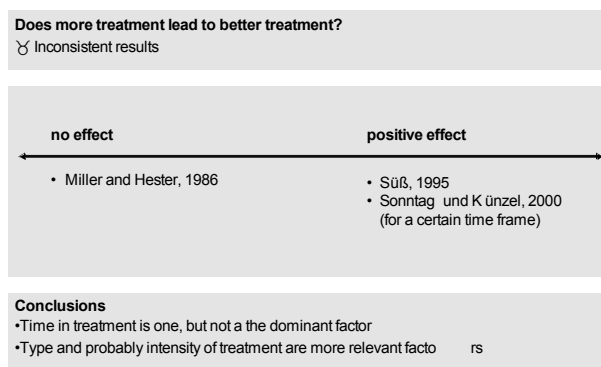 Does more treatment lead to better treatment?
♉ Inconsistent results
no effect
positive effect
• Miller and Hester, 1986
• Süß, 1995
• Sonntag und K ünzel, 2000
(for a certain time frame)
Conclusions
•Time in treatment is one, but not a the dominant factor
•Type and probably intensity of treatment are more relevant facto rs